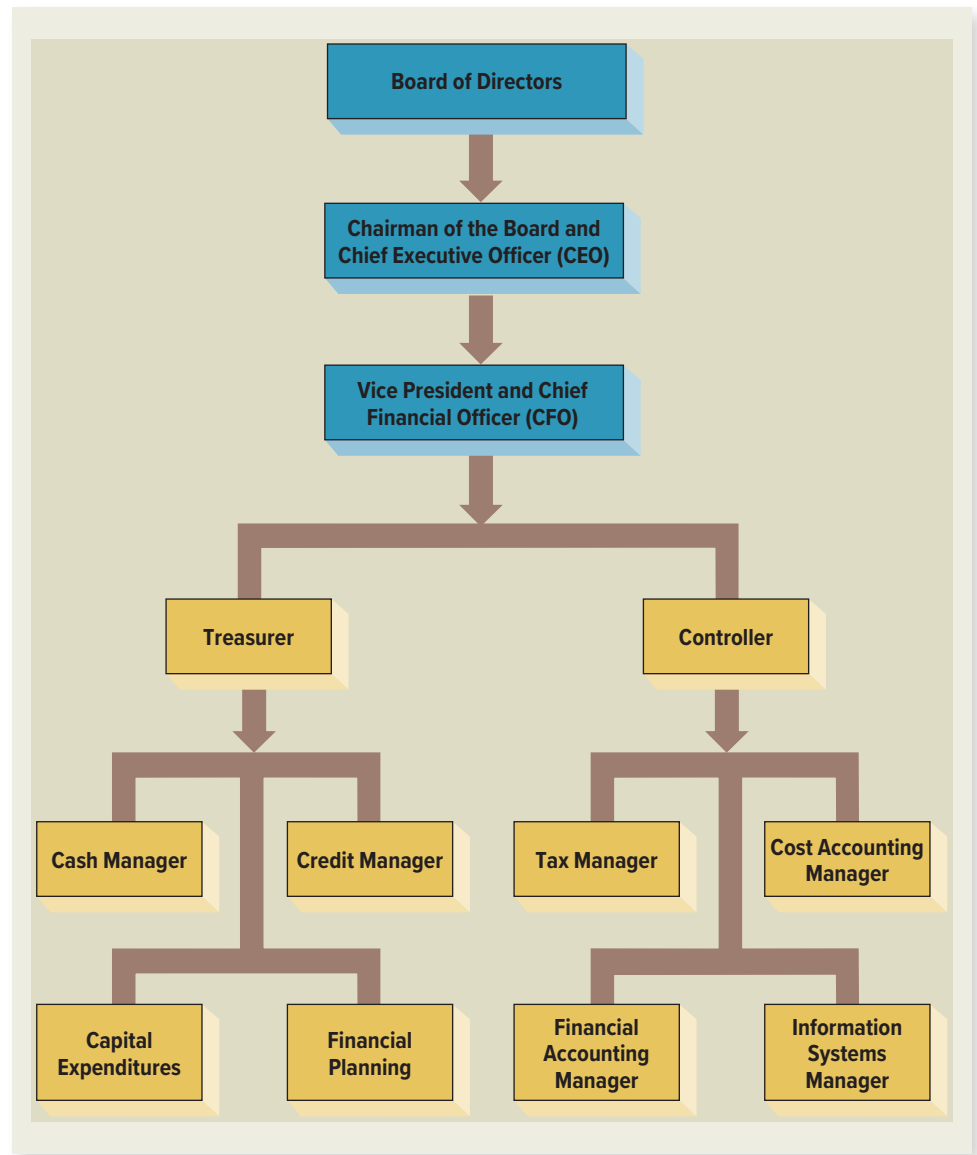 Board of Directors
Chairman of the Board and
Chief Executive Officer (CEO)
Vice President and Chief
Financial Officer (CFO)
Treasurer
Controller
Cash Manager
Credit Manager
Tax Manager
Cost Accounting
Manager
Capital
Expenditures
Financial
Planning
Financial
Accounting
Manager
Information
Systems
Manager